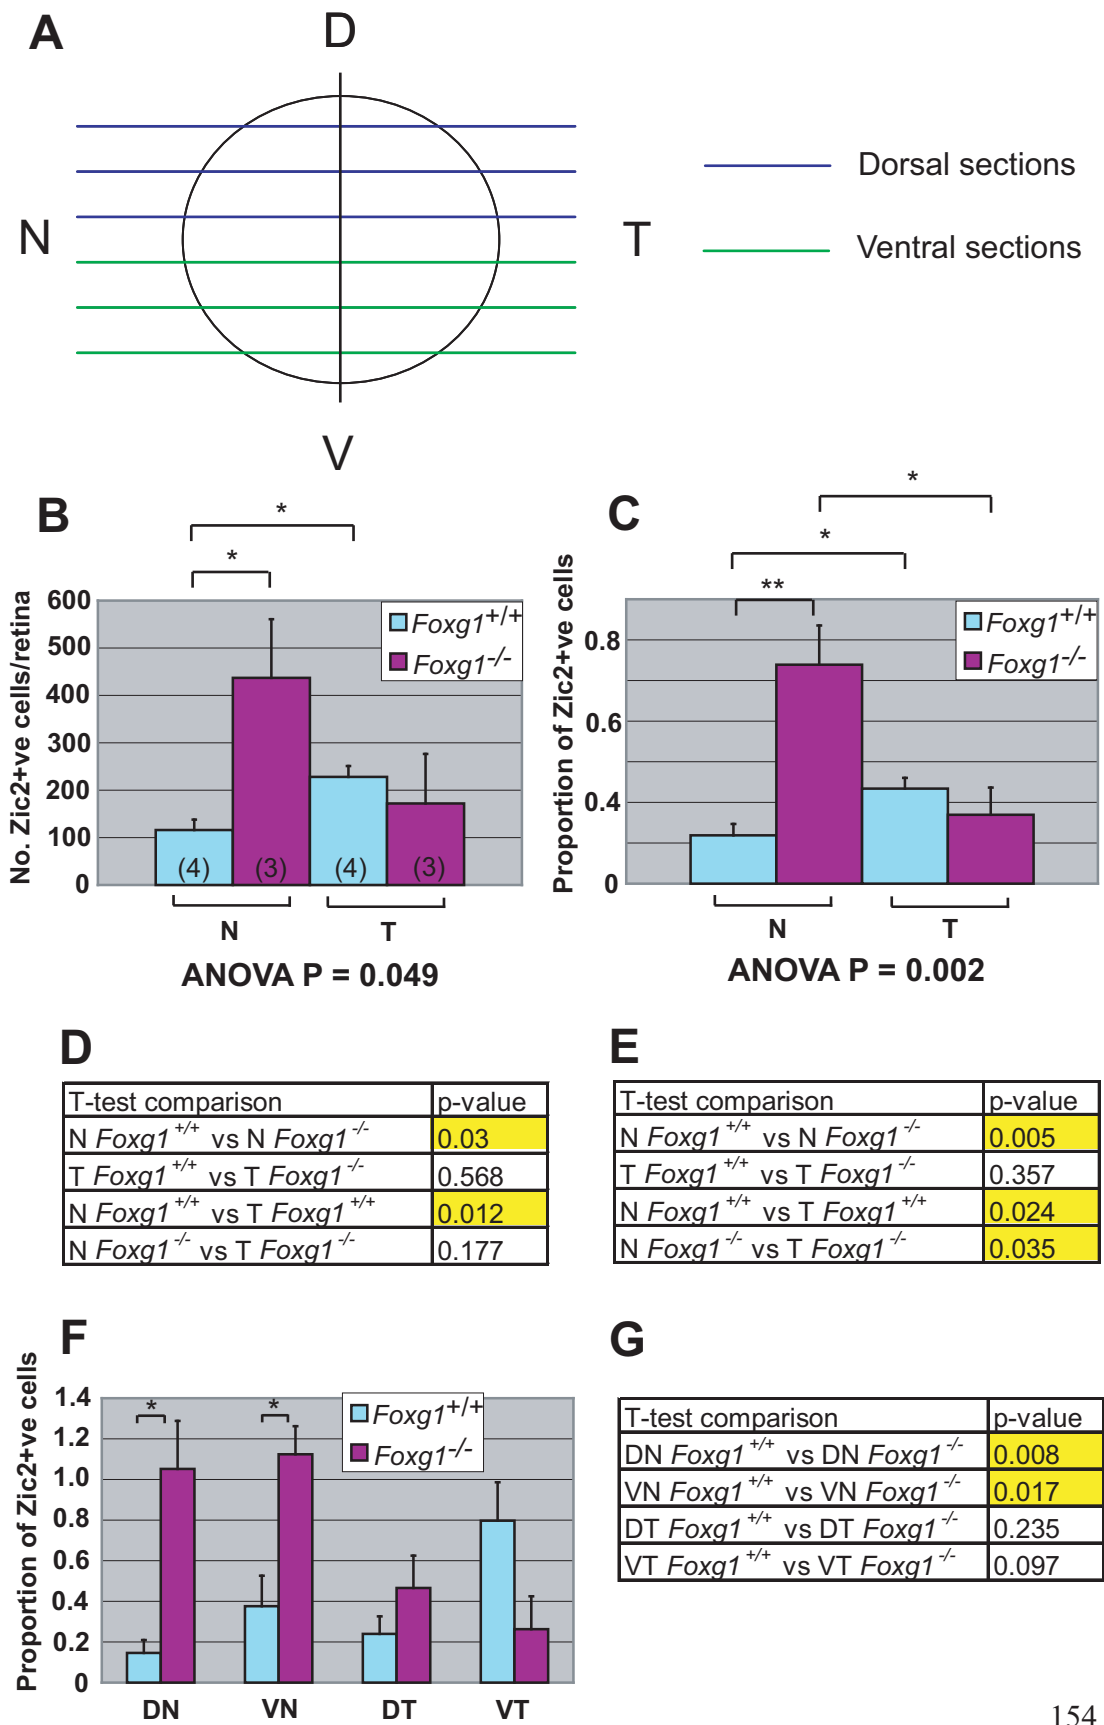 A
D
N
T
V
Dorsal sections
Ventral sections
B
*
*
No. Zic2+ve cells/retina
600
500
400
300
200
100
0
Foxg1+/+
Foxg1-/-
(4)
(3)
(4)
(3)
N
T
ANOVA P = 0.049
C
*
*
**
Proportion of Zic2+ve cells
0.8
0.6
0.4
0
Foxg1+/+
Foxg1-/-
N
T
ANOVA P = 0.002
D
T-test comparison p-value
N Foxg1+/+ vs N Foxg1-/- 0.03
T Foxg1+/+ vs T Foxg1-/- 0.568
N Foxg1+/+ vs T Foxg1+/+ 0.012
N Foxg1-/- vs T Foxg1-/- 0.177
E
T-test comparison p-value
N Foxg1+/+ vs N Foxg1-/- 0.005
T Foxg1+/+ vs T Foxg1-/- 0.357
N Foxg1+/+ vs T Foxg1+/+ 0.024
N Foxg1-/- vs T Foxg1-/- 0.035
F
Proportion of Zic2+ve cells
1.4
1.2
1.0
0.8
0.6
0.4
0.2
0
*
*
Foxg1+/+
Foxg1-/-
DN
VN
DT
VT
G
T-test comparison p-value
DN Foxg1+/+ vs DN Foxg1-/- 0.008
VN Foxg1+/+ vs VN Foxg1-/- 0.017
DT Foxg1+/+ vs DT Foxg1-/- 0.235
VT Foxg1+/+ vs VT Foxg1-/- 0.097
154